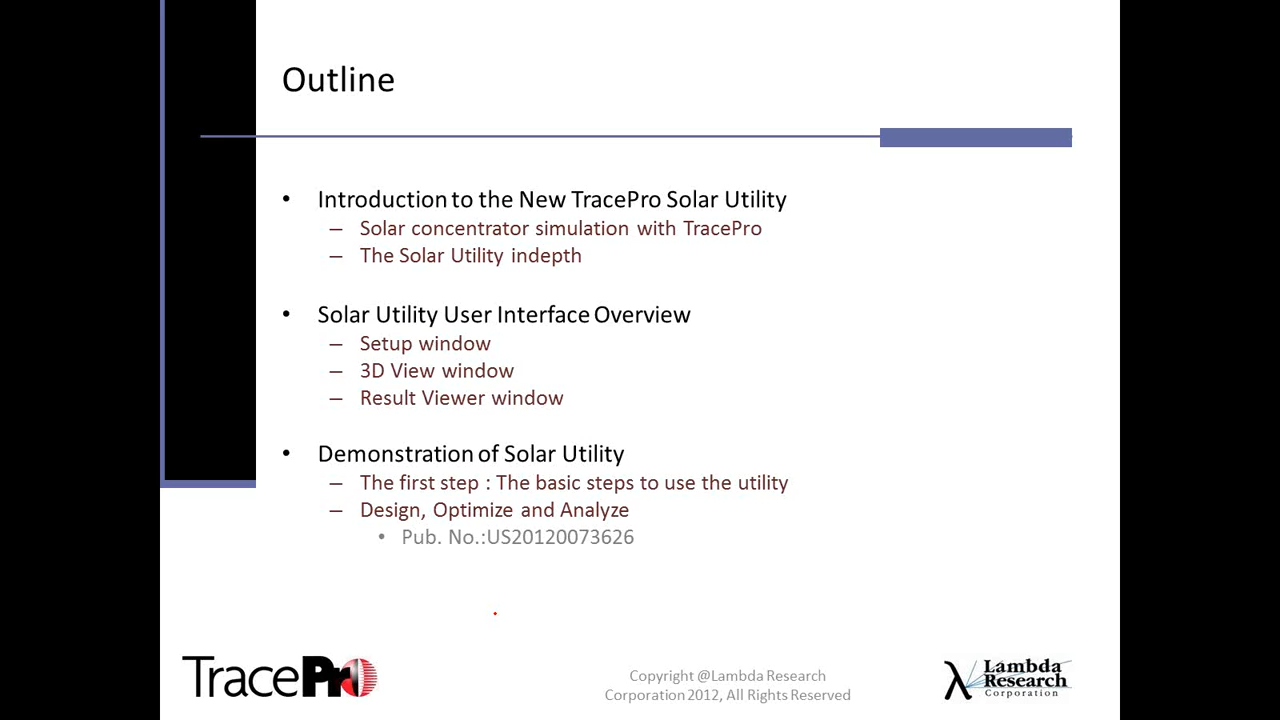 Outline
• Introduction to the New TracePro Solar Utility
– Solar concentrator simulation with TracePro
– The Solar Utility indepth
• Solar Utility User Interface Overview
– Setup window
– 3D View window
– Result Viewer window
• Demonstration of Solar Utility
– The first step : The basic steps to use the utility
– Design, Optimize and Analyze
• Pub. No.:US20120073626
TracePro
Copyright @Lambda Research
Corporation 2012, All Rights Reserved
λ Lambda
Research
Corporation